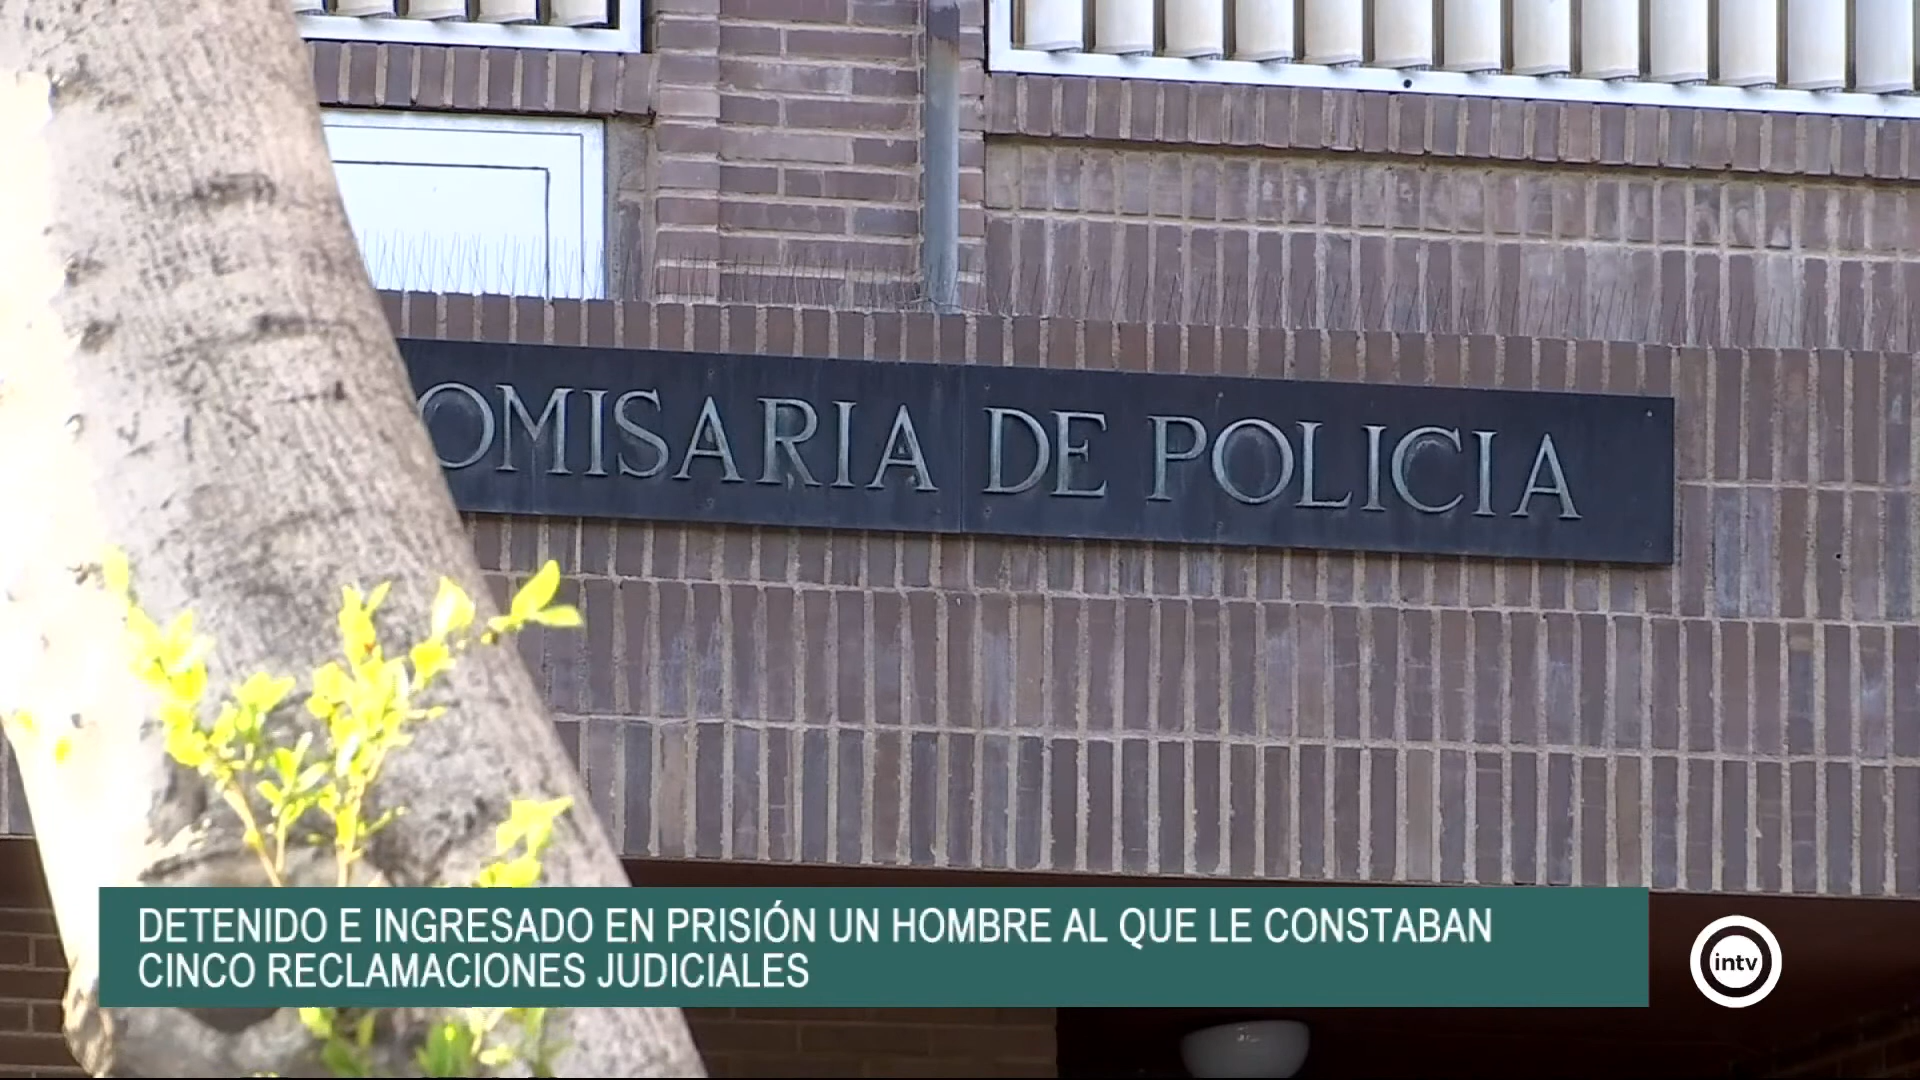 OMISARIA DE POLICIA
DETENIDO E INGRESADO EN PRISIÓN UN HOMBRE AL QUE LE CONSTABAN
CINCO RECLAMACIONES JUDICIALES
intv